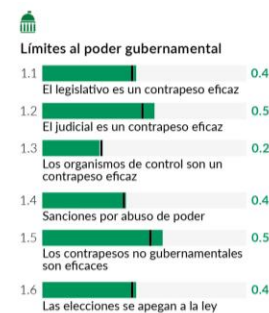 Límites al poder gubernamental
1.1 0.4
El legislativo es un contrapeso eficaz
1.2 0.5
El judicial es un contrapeso eficaz
1.3 0.2
Los organismos de control son un
contrapeso eficaz
1.4 0.4
Sanciones por abuso de poder
1.5 0.5
Los contrapesos no gubernamentales
son eficaces
1.6 0.4
Las elecciones se apegan a la ley